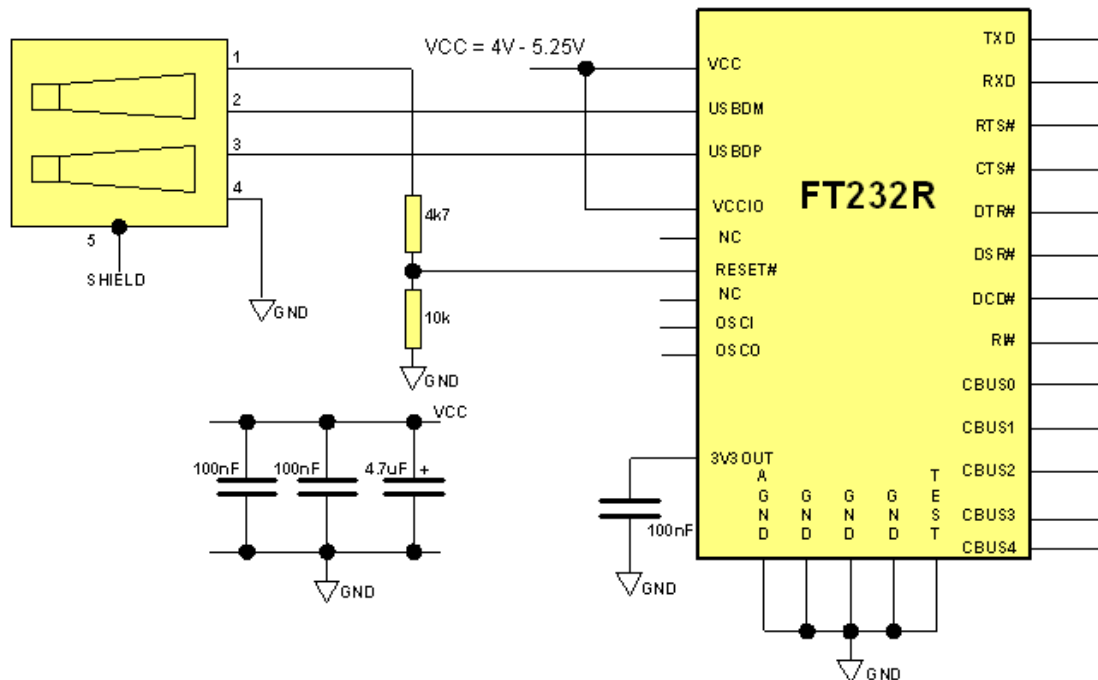 1
2
3
4
5
SHIELD
GND
VCC = 4V - 5.25V
4k7
10k
GND
VCC
100nF
100nF
4.7uF +
GND
100nF
GND
FT232R
VCC
USBDM
USBDP
VCCIO
NC
RESET#
NC
OSCI
OSCO
3V3OUT
AGND
GND
GND
GND
TEST
GND
TXD
RXD
RTS#
CTS#
DTR#
DSR#
DCD#
RI#
CBUS0
CBUS1
CBUS2
CBUS3
CBUS4